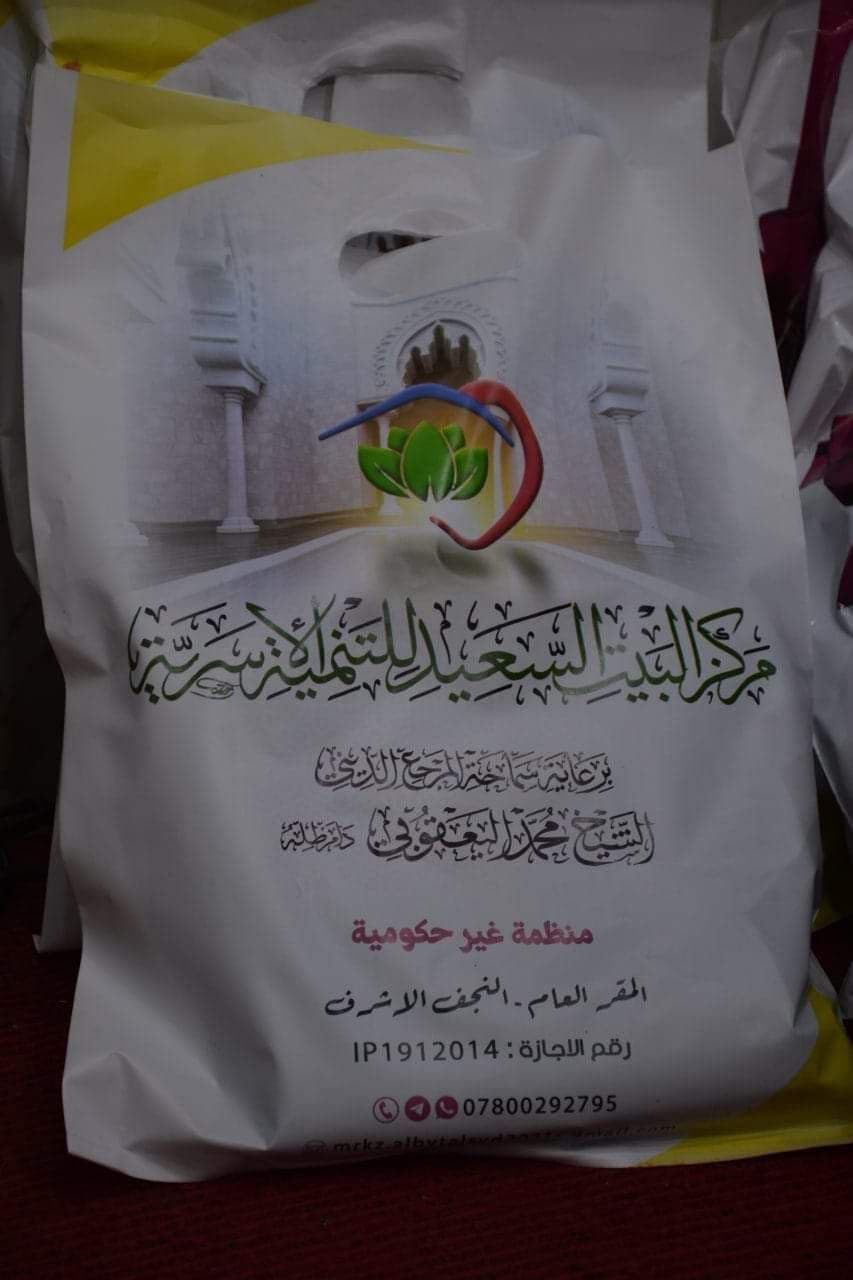 مركز البيت السعيد للتنمية الأسرية
برعاية سماحة المرجع الديني
الشيخ محمد اليعقوبي دام ظله
منظمة غير حكومية
المقر العام - النجف الاشرف
رقم الاجازة : IP1912014
07800292795